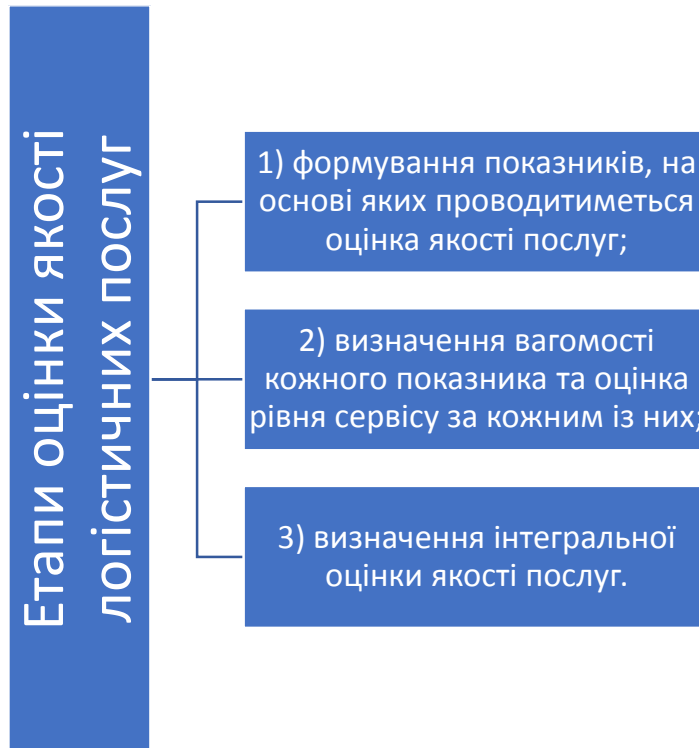 Етапи оцінки якості
логістичних послуг
1) формування показників, на
основі яких проводитиметься
оцінка якості послуг;
2) визначення вагомості
кожного показника та оцінка
рівня сервісу за кожним із них;
3) визначення інтегральної
оцінки якості послуг.